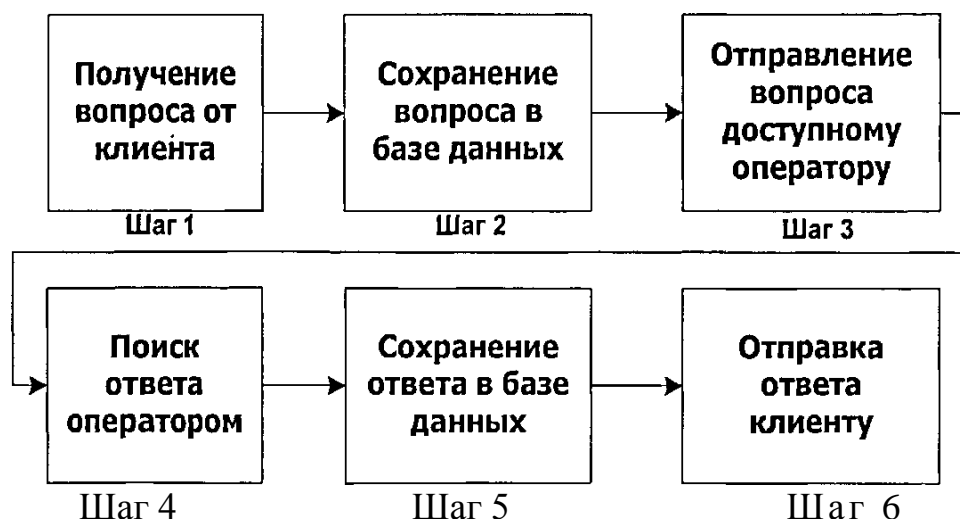 Получение
вопроса от
клиента
Шаг 1
Сохранение
вопроса в
базе данных
Шаг 2
Отправление
вопроса
доступному
оператору
Шаг 3
Поиск
ответа
оператором
Шаг 4
Сохранение
ответа в базе
данных
Шаг 5
Отправка
ответа
клиенту
Шаг 6